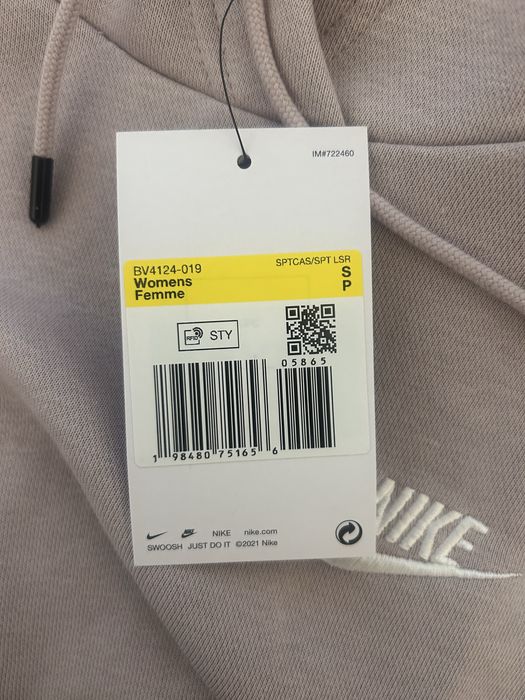 IM#722460
BV4124-019 SPTCAS/SPT LSR
Womens S
Femme P
RFID STY
05865
1 98480 75165 6
NIKE NIKE nike.com
SWOOSH JUST DO IT ©2021 Nike
NIKE